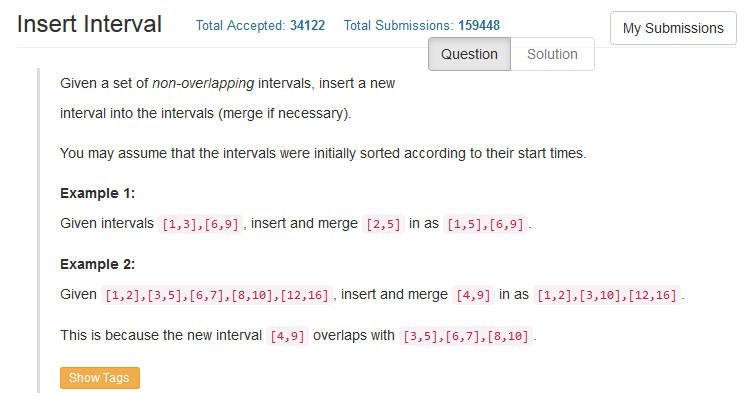 Insert Interval Total Accepted: 34122 Total Submissions: 159448 My Submissions
Question Solution
Given a set of non-overlapping intervals, insert a new
interval into the intervals (merge if necessary).
You may assume that the intervals were initially sorted according to their start times.
Example 1:
Given intervals [1,3],[6,9] , insert and merge [2,5] in as [1,5],[6,9] .
Example 2:
Given [1,2],[3,5],[6,7],[8,10],[12,16] , insert and merge [4,9] in as [1,2],[3,10],[12,16] .
This is because the new interval [4,9] overlaps with [3,5],[6,7],[8,10] .
Show Tags